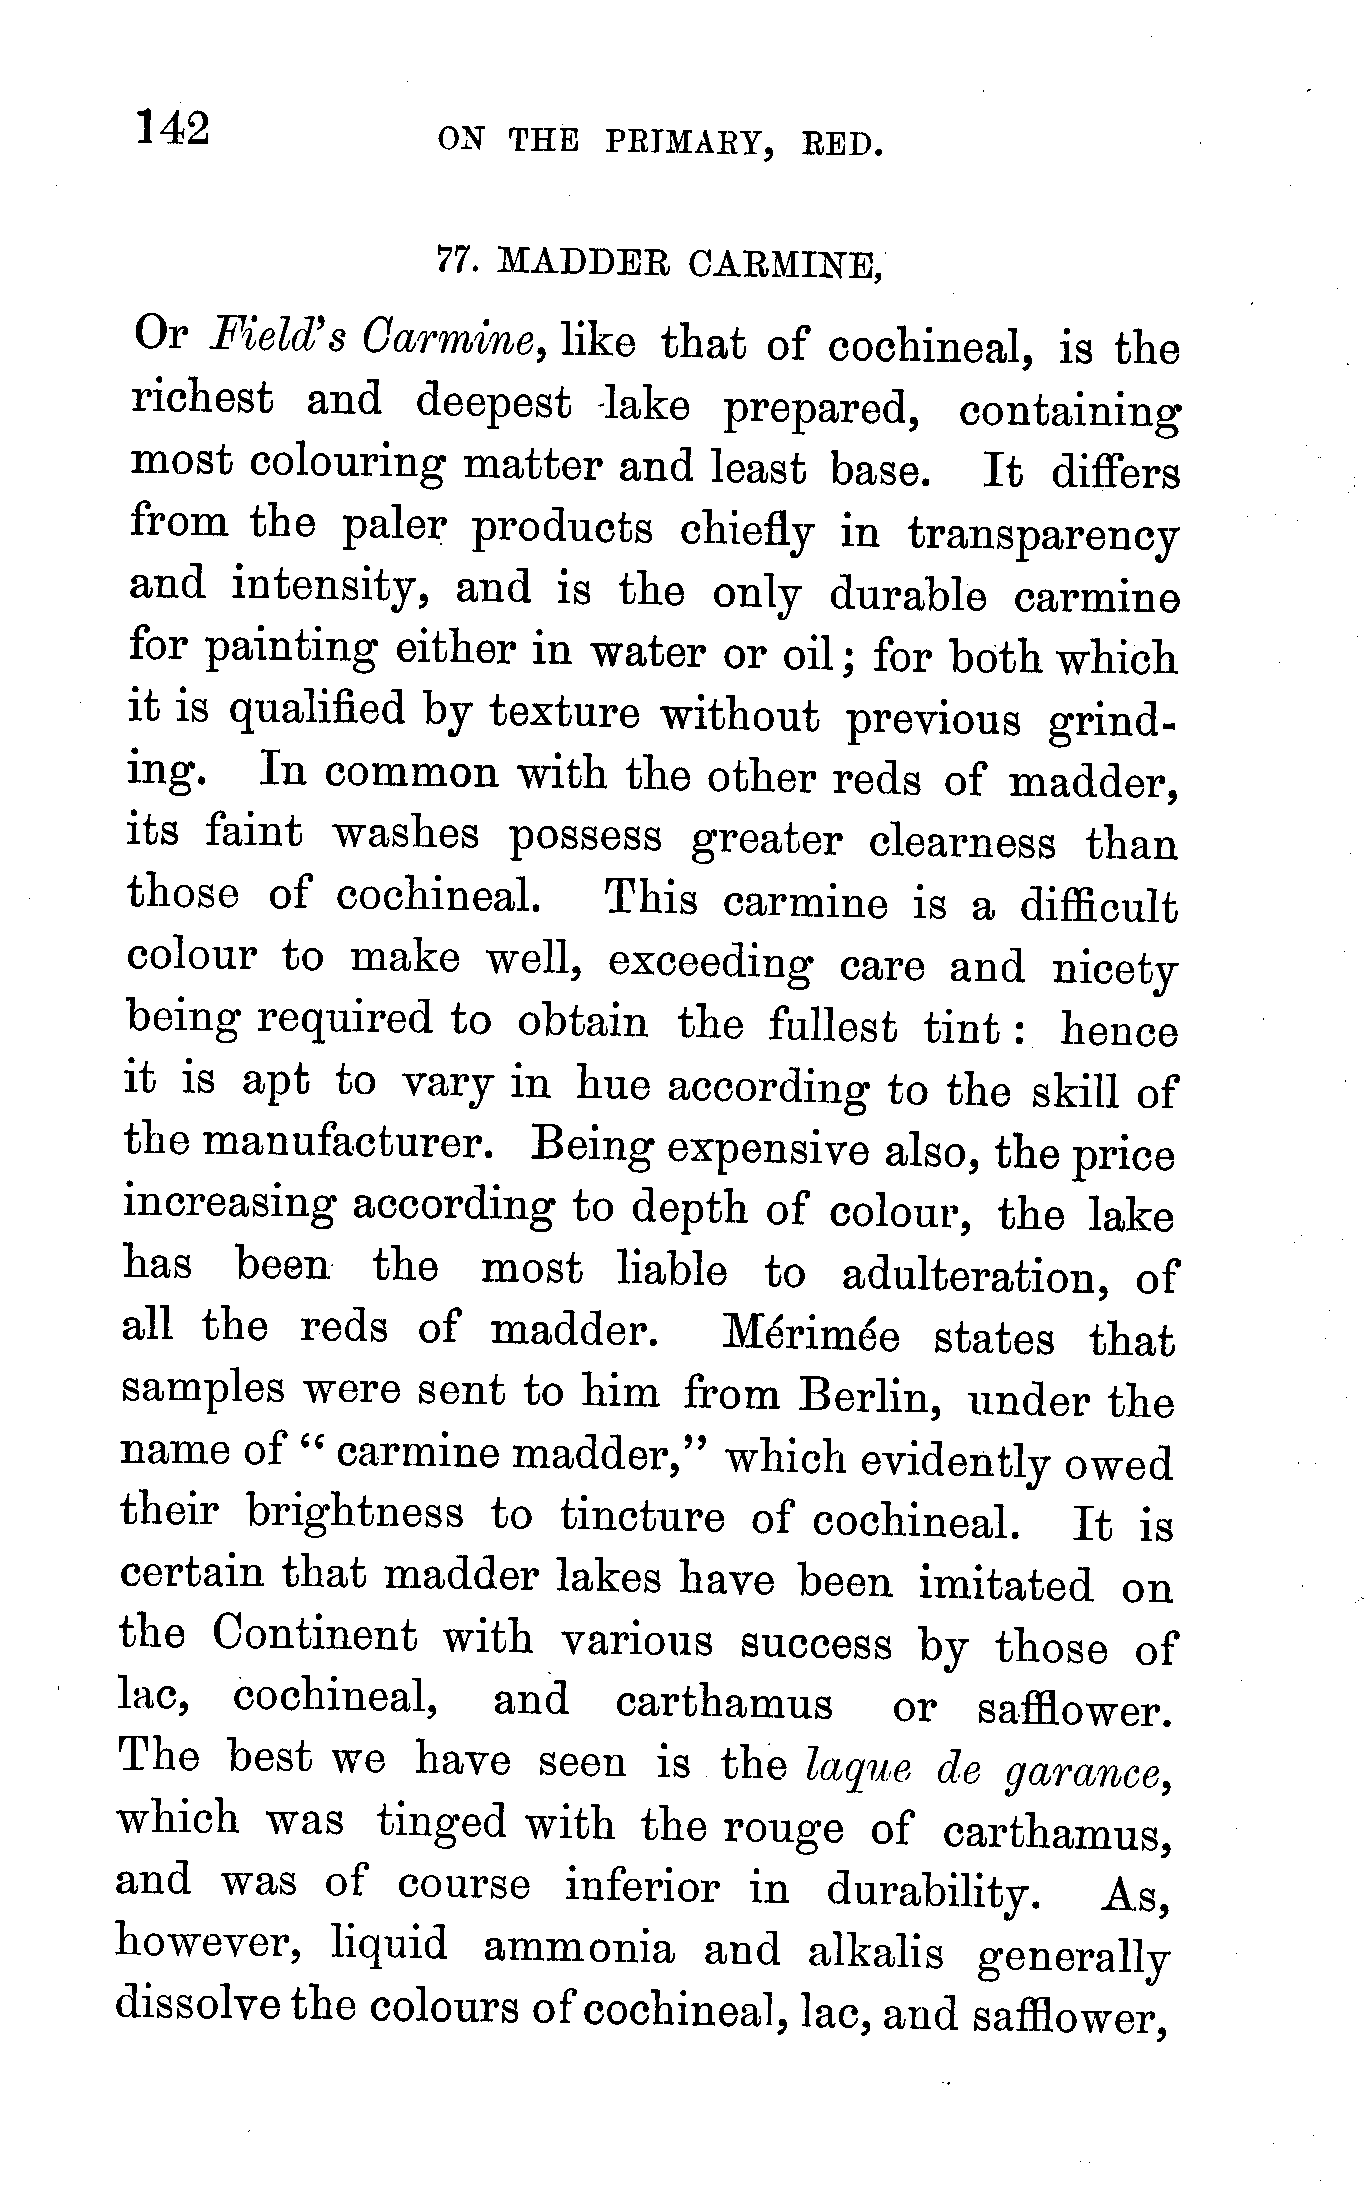 142
ON THE PRIMARY, RED.
77. MADDER CARMINE,
Or Field's Carmine, like that of cochineal, is the
richest and deepest lake prepared, containing
most colouring matter and least base. It differs
from the paler products chiefly in transparency
and intensity, and is the only durable carmine
for painting either in water or oil; for both which
it is qualified by texture without previous grind-
ing. In common with the other reds of madder,
its faint washes possess greater clearness than
those of cochineal. This carmine is a difficult
colour to make well, exceeding care and nicety
being required to obtain the fullest tint: hence
it is apt to vary in hue according to the skill of
the manufacturer. Being expensive also, the price
increasing according to depth of colour, the lake
has been the most liable to adulteration, of
all the reds of madder. Mérimée states that
samples were sent to him from Berlin, under the
name of “ carmine madder,” which evidently owed
their brightness to tincture of cochineal. It is
certain that madder lakes have been imitated on
the Continent with various success by those of
lac, cochineal, and carthamus or safflower.
The best we have seen is the laque de garance,
which was tinged with the rouge of carthamus,
and was of course inferior in durability. As,
however, liquid ammonia and alkalis generally
dissolve the colours of cochineal, lac, and safflower,